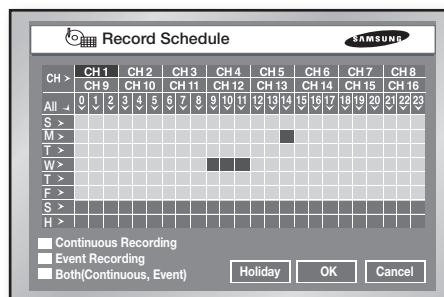 Record Schedule
SAMSUNG
CH > CH 1 CH 2 CH 3 CH 4 CH 5 CH 6 CH 7 CH 8
CH 9 CH 10 CH 11 CH 12 CH 13 CH 14 CH 15 CH 16
All 0 1 2 3 4 5 6 7 8 9 10 11 12 13 14 15 16 17 18 19 20 21 22 23
S >
M >
T >
W >
T >
F >
S >
H >
Continuous Recording
Event Recording
Both(Continuous, Event)
Holiday OK Cancel